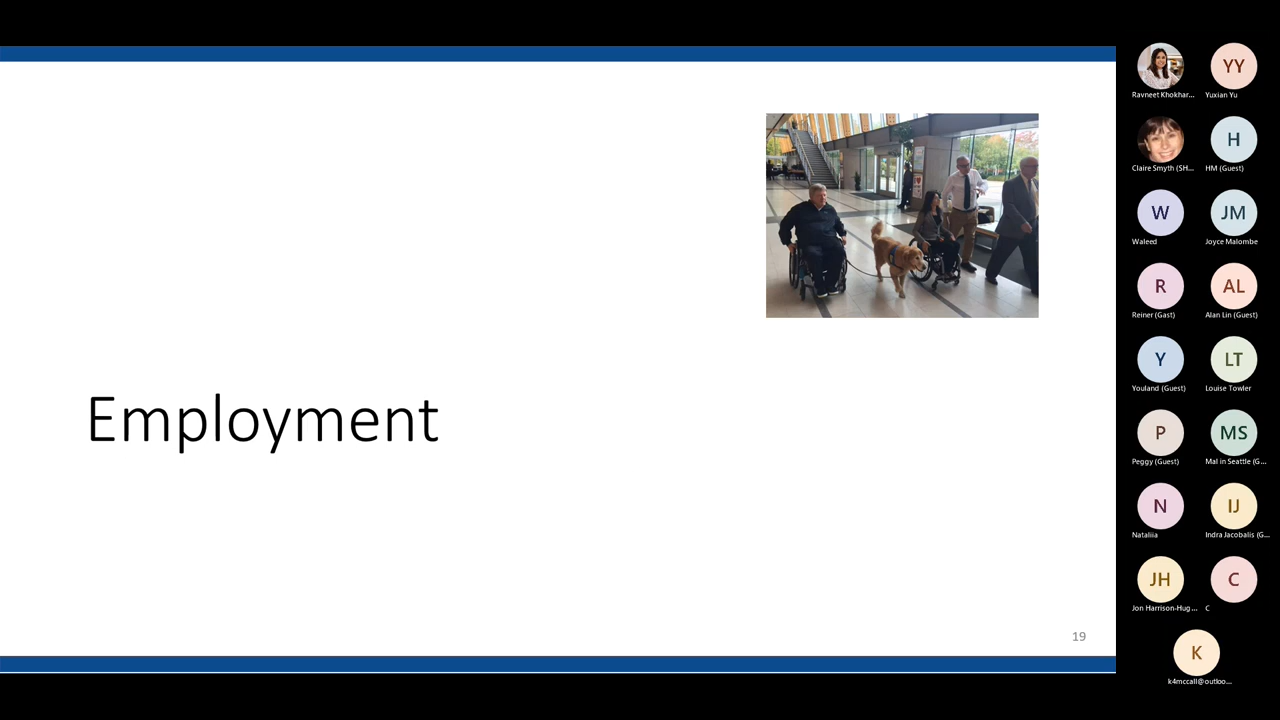 Employment
19
Ravneet Khokhar...
YY
Yuxian Yu
Claire Smyth (SH...
H
HM (Guest)
W
Waleed
JM
Joyce Malombe
R
Reiner (Gast)
AL
Alan Lin (Guest)
Y
Youland (Guest)
LT
Louise Towler
P
Peggy (Guest)
MS
Mal in Seattle (G...
N
Nataliia
IJ
Indra Jacobalis (G...
JH
Jon Harrison-Hug...
C
C
K
k4mccall@outloo...